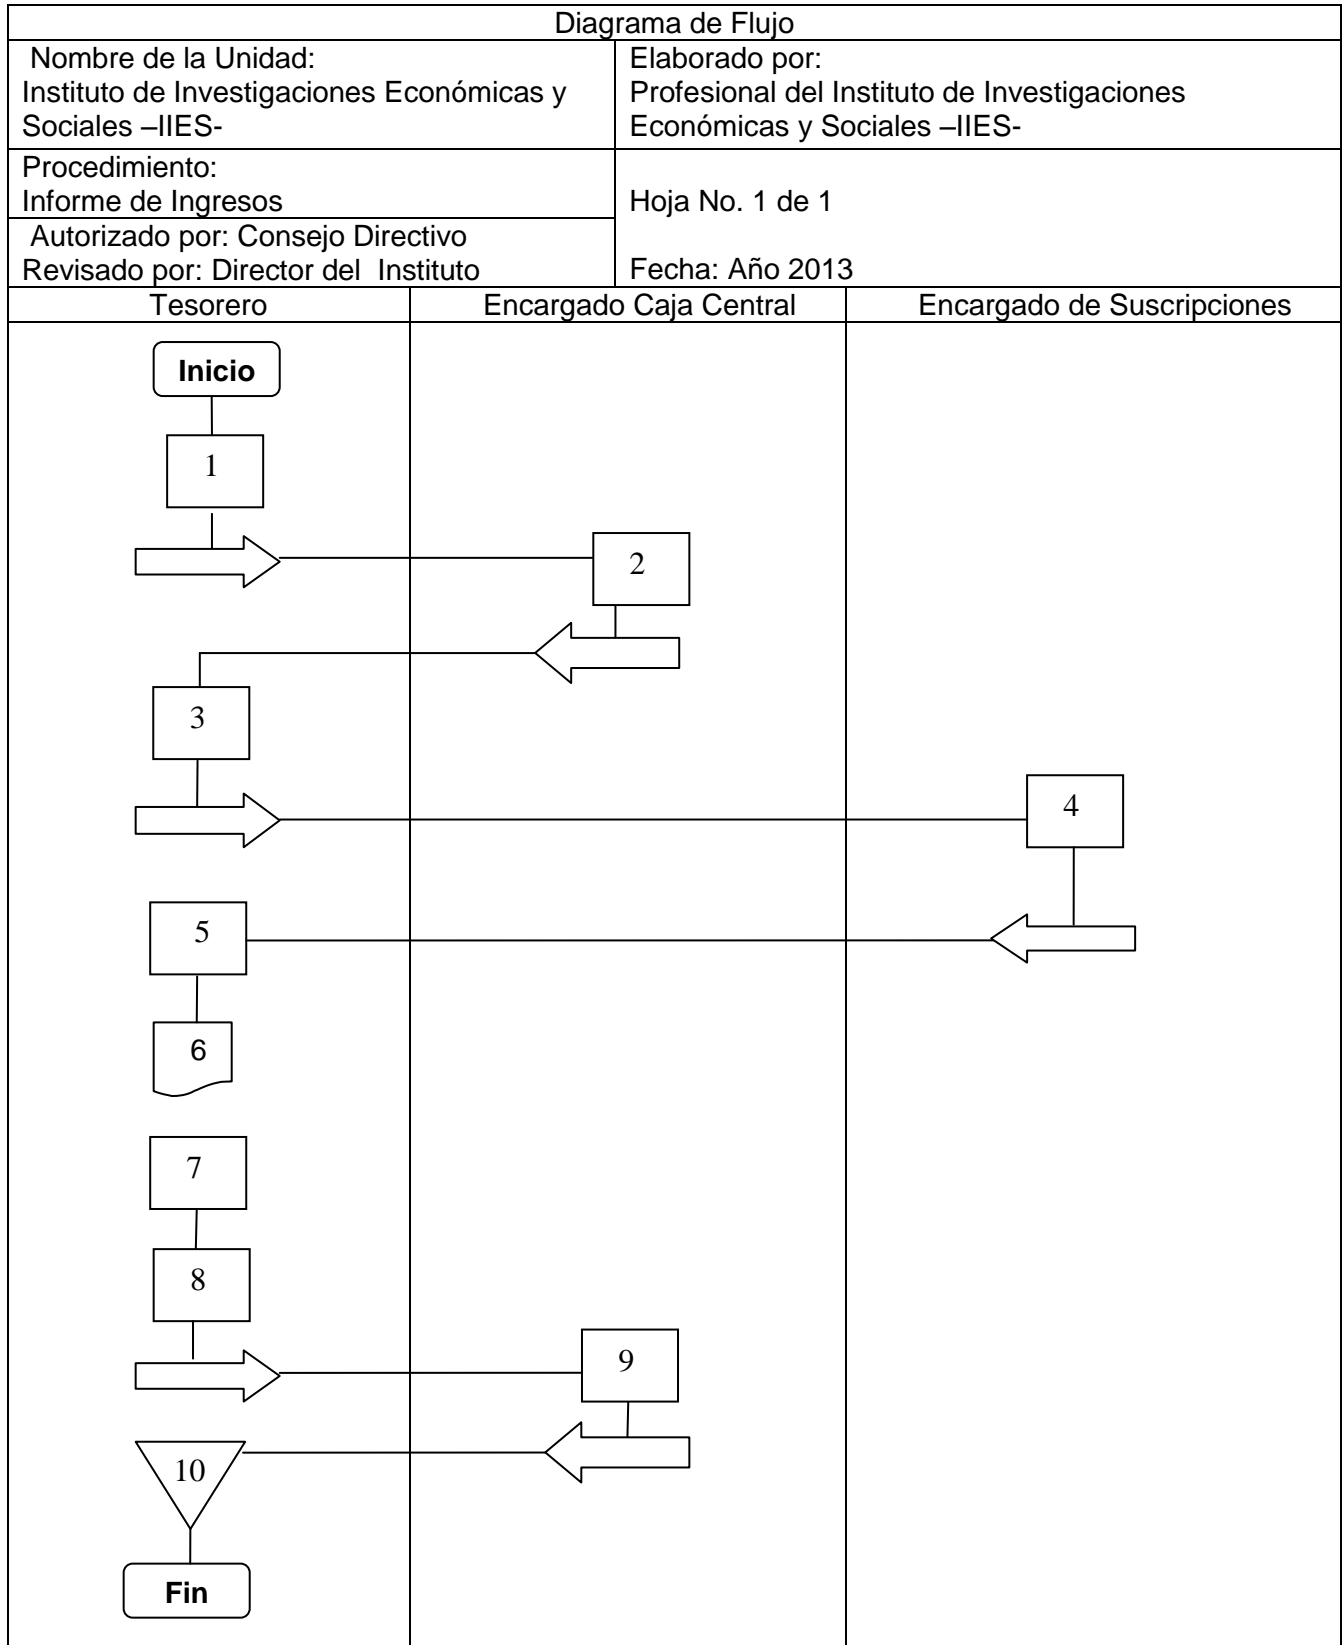 Diagrama de Flujo
Nombre de la Unidad:
Instituto de Investigaciones Económicas y
Sociales –IIES-
Elaborado por:
Profesional del Instituto de Investigaciones
Económicas y Sociales –IIES-
Procedimiento:
Informe de Ingresos
Autorizado por: Consejo Directivo
Revisado por: Director del Instituto
Hoja No. 1 de 1
Fecha: Año 2013
Tesorero
Encargado Caja Central
Encargado de Suscripciones
Inicio
1
2
3
4
5
6
7
8
9
10
Fin